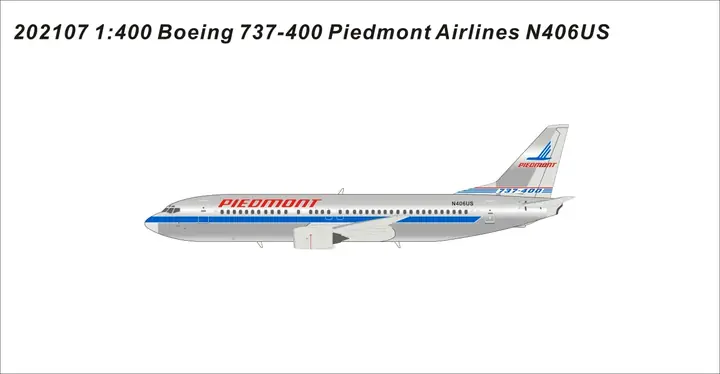 202107 1:400 Boeing 737-400 Piedmont Airlines N406US
PIEDMONT
PIEDMONT
737-400
N406US